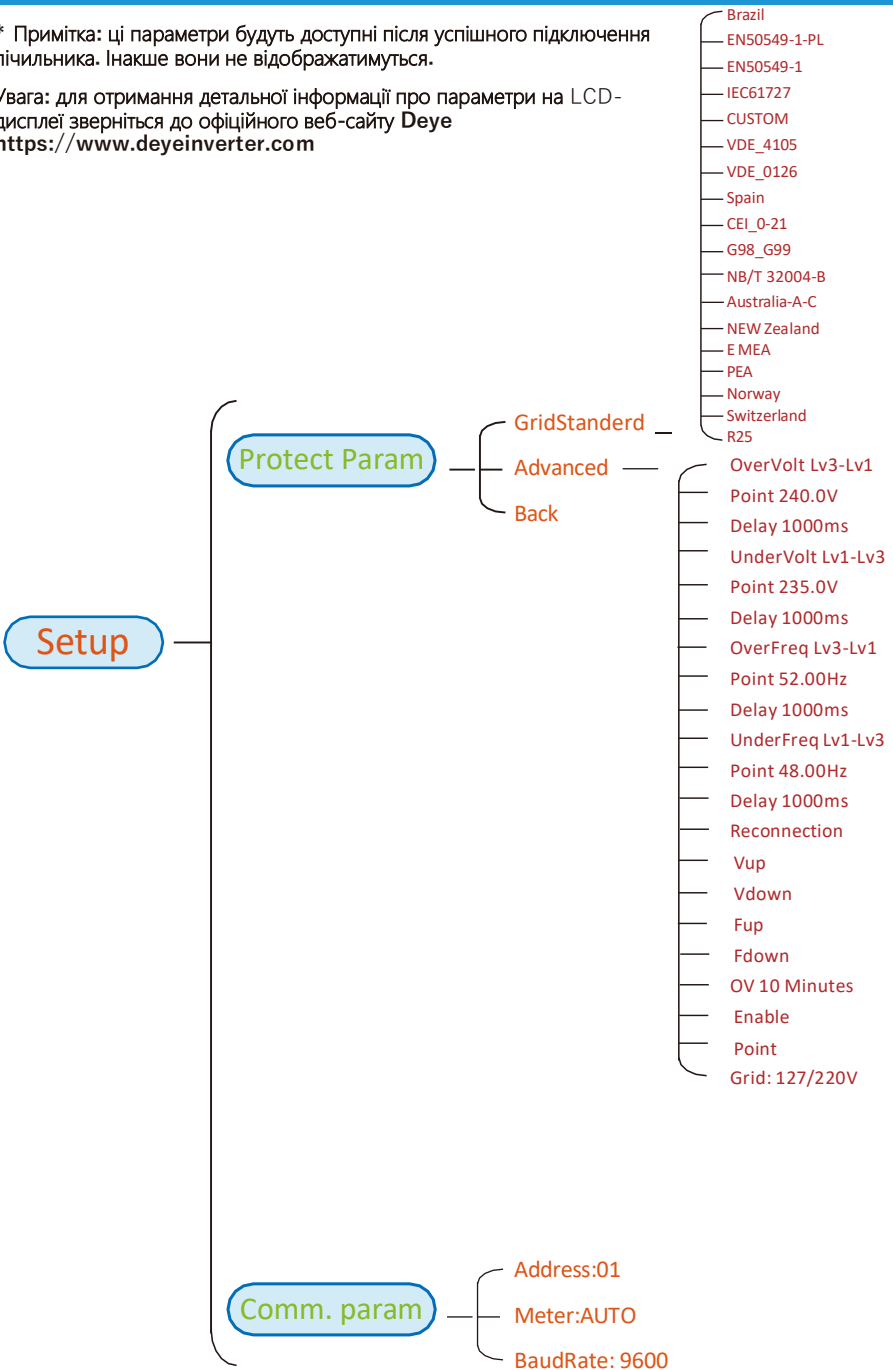 * Примітка: ці параметри будуть доступні після успішного підключення
лічильника. Інакше вони не відображатимуться.
Увага: для отримання детальної інформації про параметри на LCD-
дисплеї зверніться до офіційного веб-сайту Deye
https://www.deyeinverter.com
Brazil
EN50549-1-PL
EN50549-1
IEC61727
CUSTOM
VDE_4105
VDE_0126
Spain
CEI_0-21
G98_G99
NB/T 32004-B
Australia-A-C
NEW Zealand
E MEA
PEA
Norway
Switzerland
R25
Setup
Protect Param
GridStanderd
Advanced
Back
OverVolt Lv3-Lv1
Point 240.0V
Delay 1000ms
UnderVolt Lv1-Lv3
Point 235.0V
Delay 1000ms
OverFreq Lv3-Lv1
Point 52.00Hz
Delay 1000ms
UnderFreq Lv1-Lv3
Point 48.00Hz
Delay 1000ms
Reconnection
Vup
Vdown
Fup
Fdown
OV 10 Minutes
Enable
Point
Grid: 127/220V
Comm. param
Address:01
Meter:AUTO
BaudRate: 9600